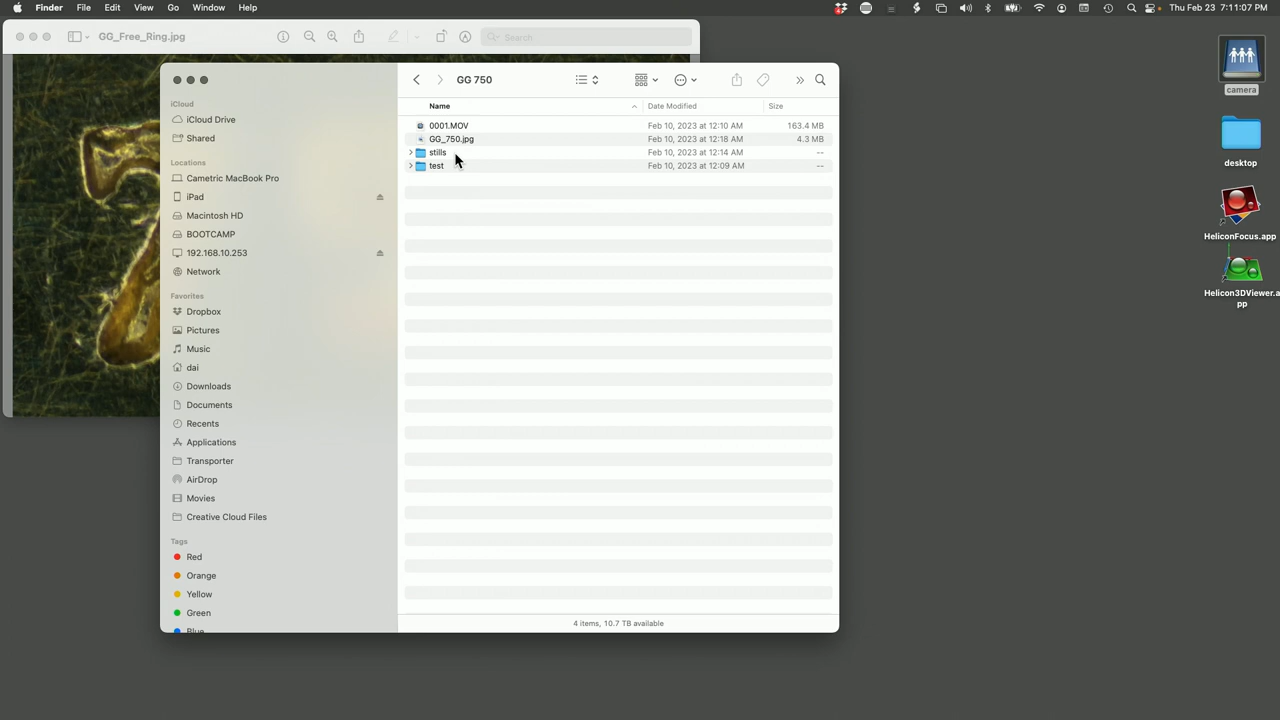 Finder File Edit View Go Window Help Thu Feb 23 7:11:07 PM
GG_Free_Ring.jpg Search
GG 750
Name Date Modified Size
0001.MOV Feb 10, 2023 at 12:10 AM 163.4 MB
GG_750.jpg Feb 10, 2023 at 12:18 AM 4.3 MB
stills Feb 10, 2023 at 12:14 AM --
test Feb 10, 2023 at 12:09 AM --
iCloud
iCloud Drive
Shared
Locations
Cametric MacBook Pro
iPad
Macintosh HD
BOOTCAMP
192.168.10.253
Network
Favorites
Dropbox
Pictures
Music
dai
Downloads
Documents
Recents
Applications
Transporter
AirDrop
Movies
Creative Cloud Files
Tags
Red
Orange
Yellow
Green
Blue
4 items, 10.7 TB available
camera
desktop
HeliconFocus.app
Helicon3DViewer.a
pp